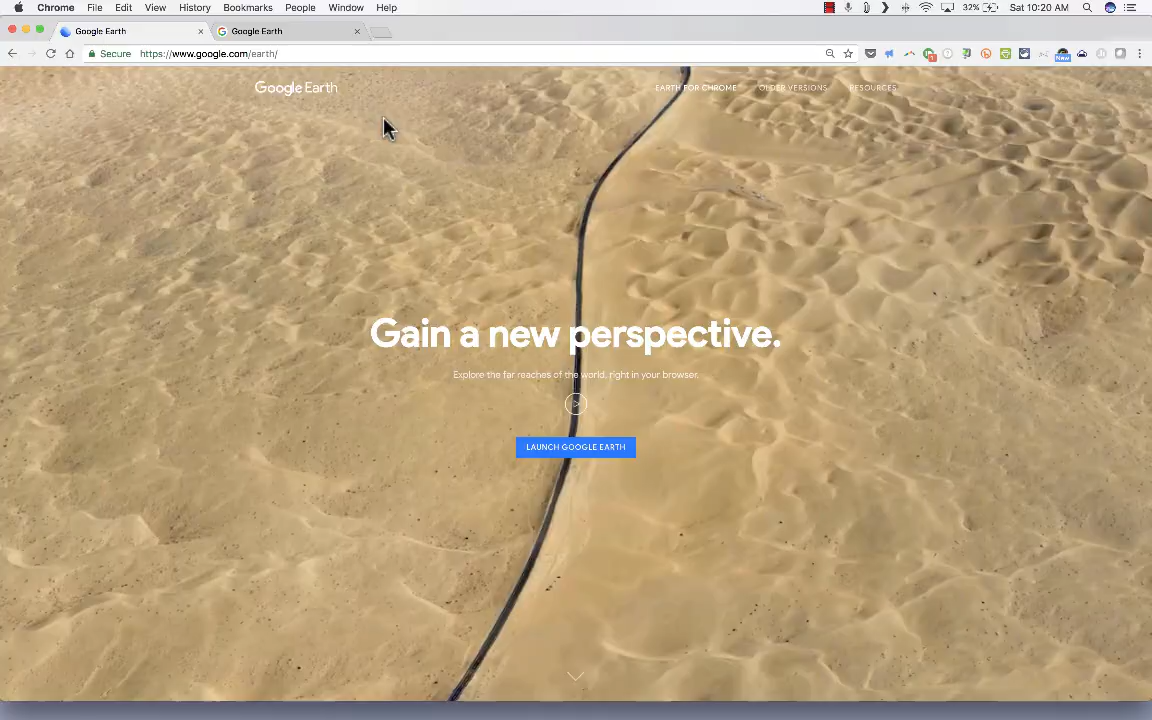 Chrome File Edit View History Bookmarks People Window Help 32% Sat 10:20 AM
Google Earth Google Earth
Secure https://www.google.com/earth/ 1 New
Google Earth EARTH FOR CHROME OLDER VERSIONS RESOURCES
Gain a new perspective.
Explore the far reaches of the world, right in your browser.
LAUNCH GOOGLE EARTH